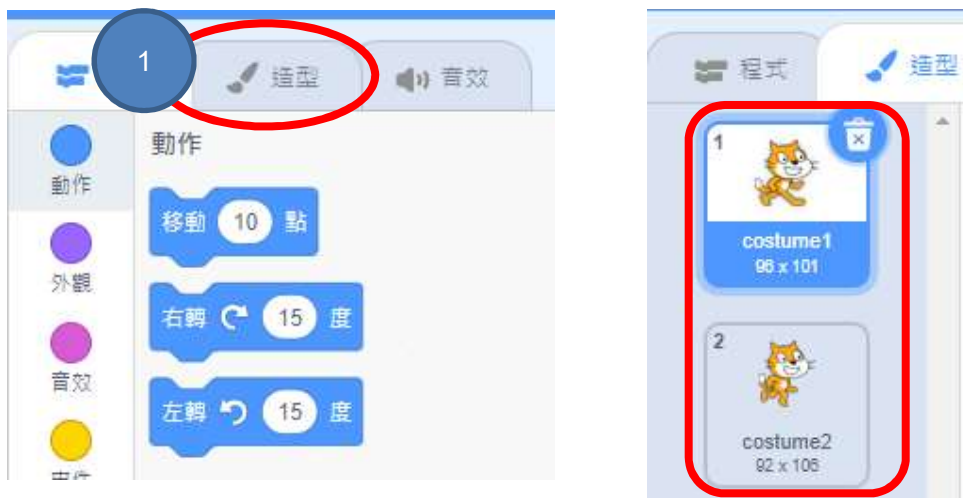 1
造型
音效
動作
動作
移動 10 點
外觀
右轉 15 度
音效
左轉 15 度
程式
造型
1
costume1
96 x 101
2
costume2
92 x 106